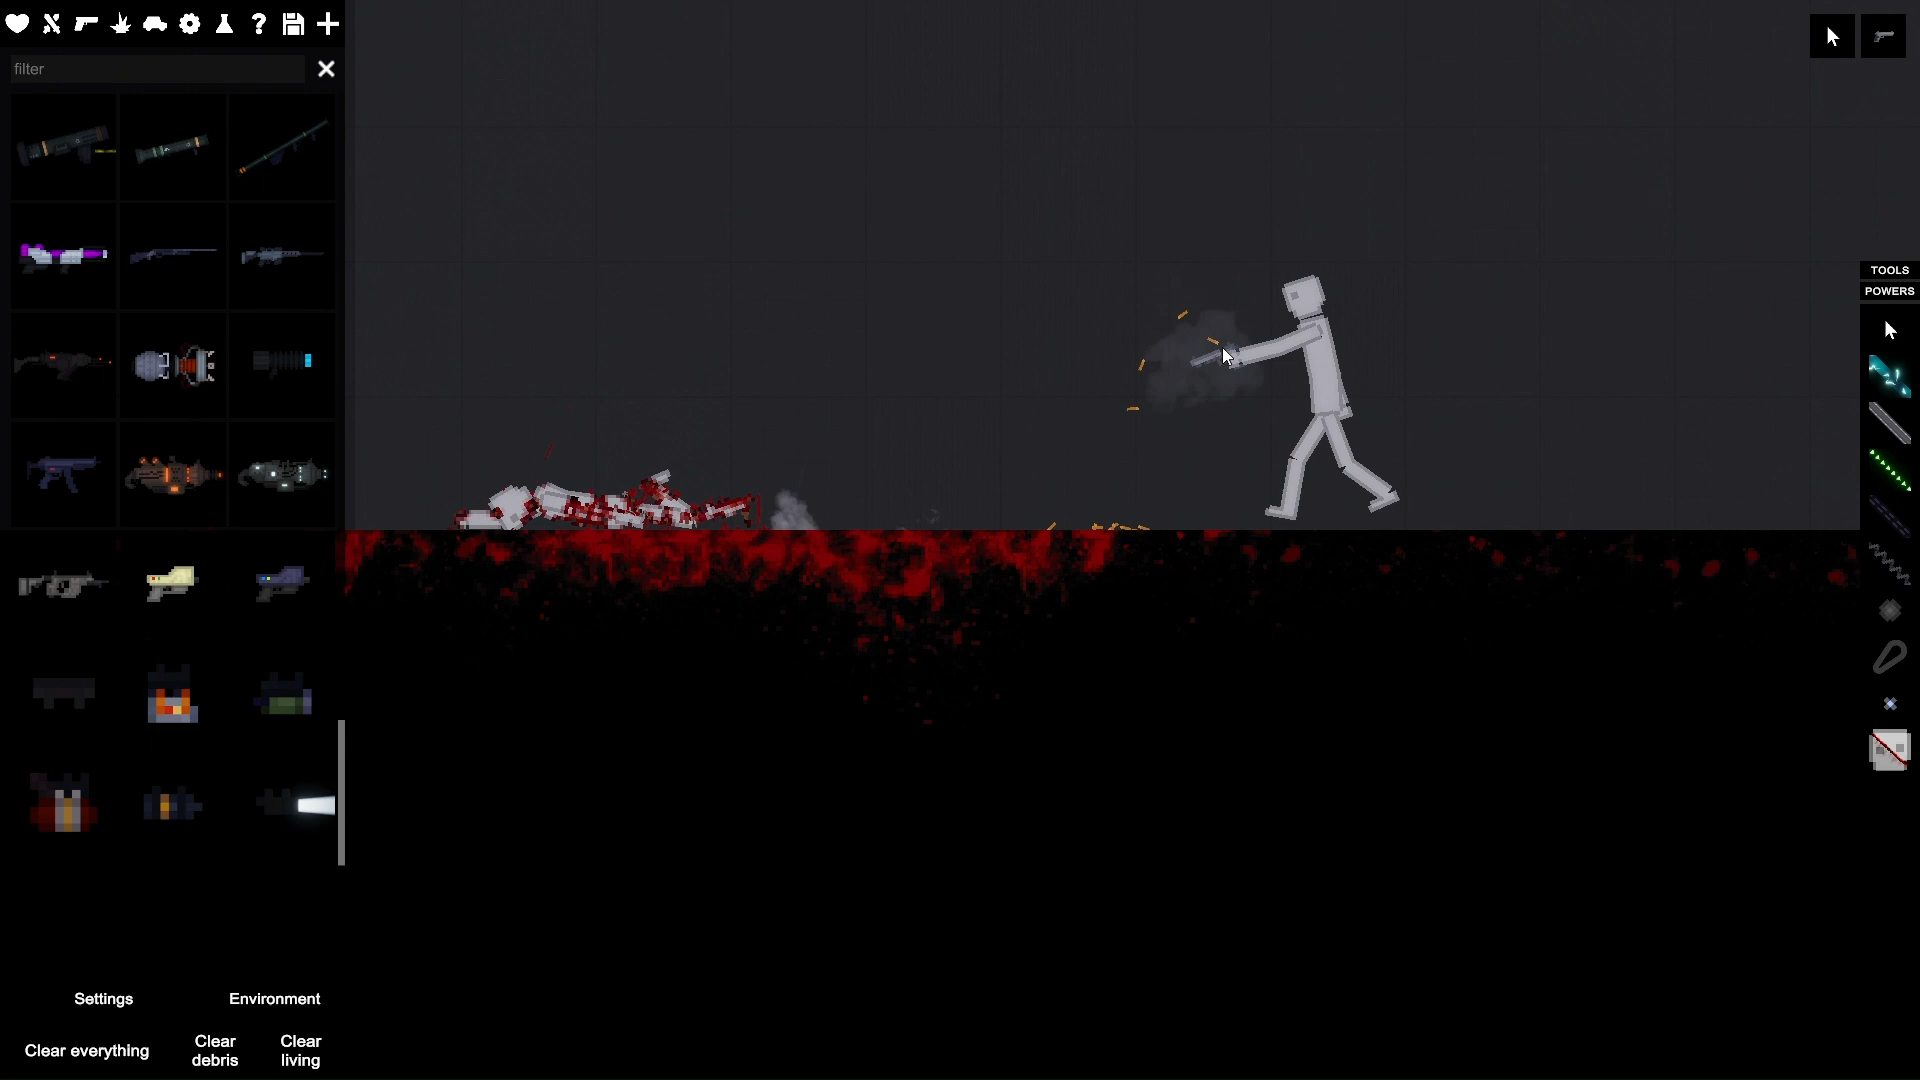 filter
TOOLS
POWERS
Settings
Environment
Clear everything
Clear
debris
Clear
living